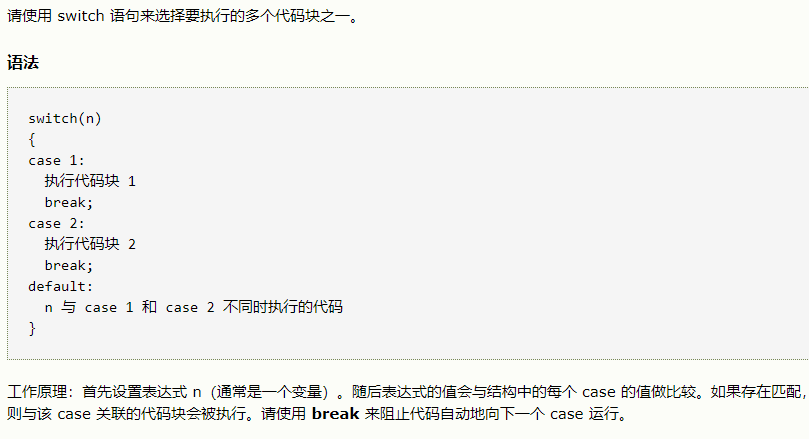 请使用 switch 语句来选择要执行的多个代码块之一。
语法
switch(n)
{
case 1:
  执行代码块 1
  break;
case 2:
  执行代码块 2
  break;
default:
  n 与 case 1 和 case 2 不同时执行的代码
}
工作原理：首先设置表达式 n（通常是一个变量）。随后表达式的值会与结构中的每个 case 的值做比较。如果存在匹配，
则与该 case 关联的代码块会被执行。请使用 break 来阻止代码自动地向下一个 case 运行。